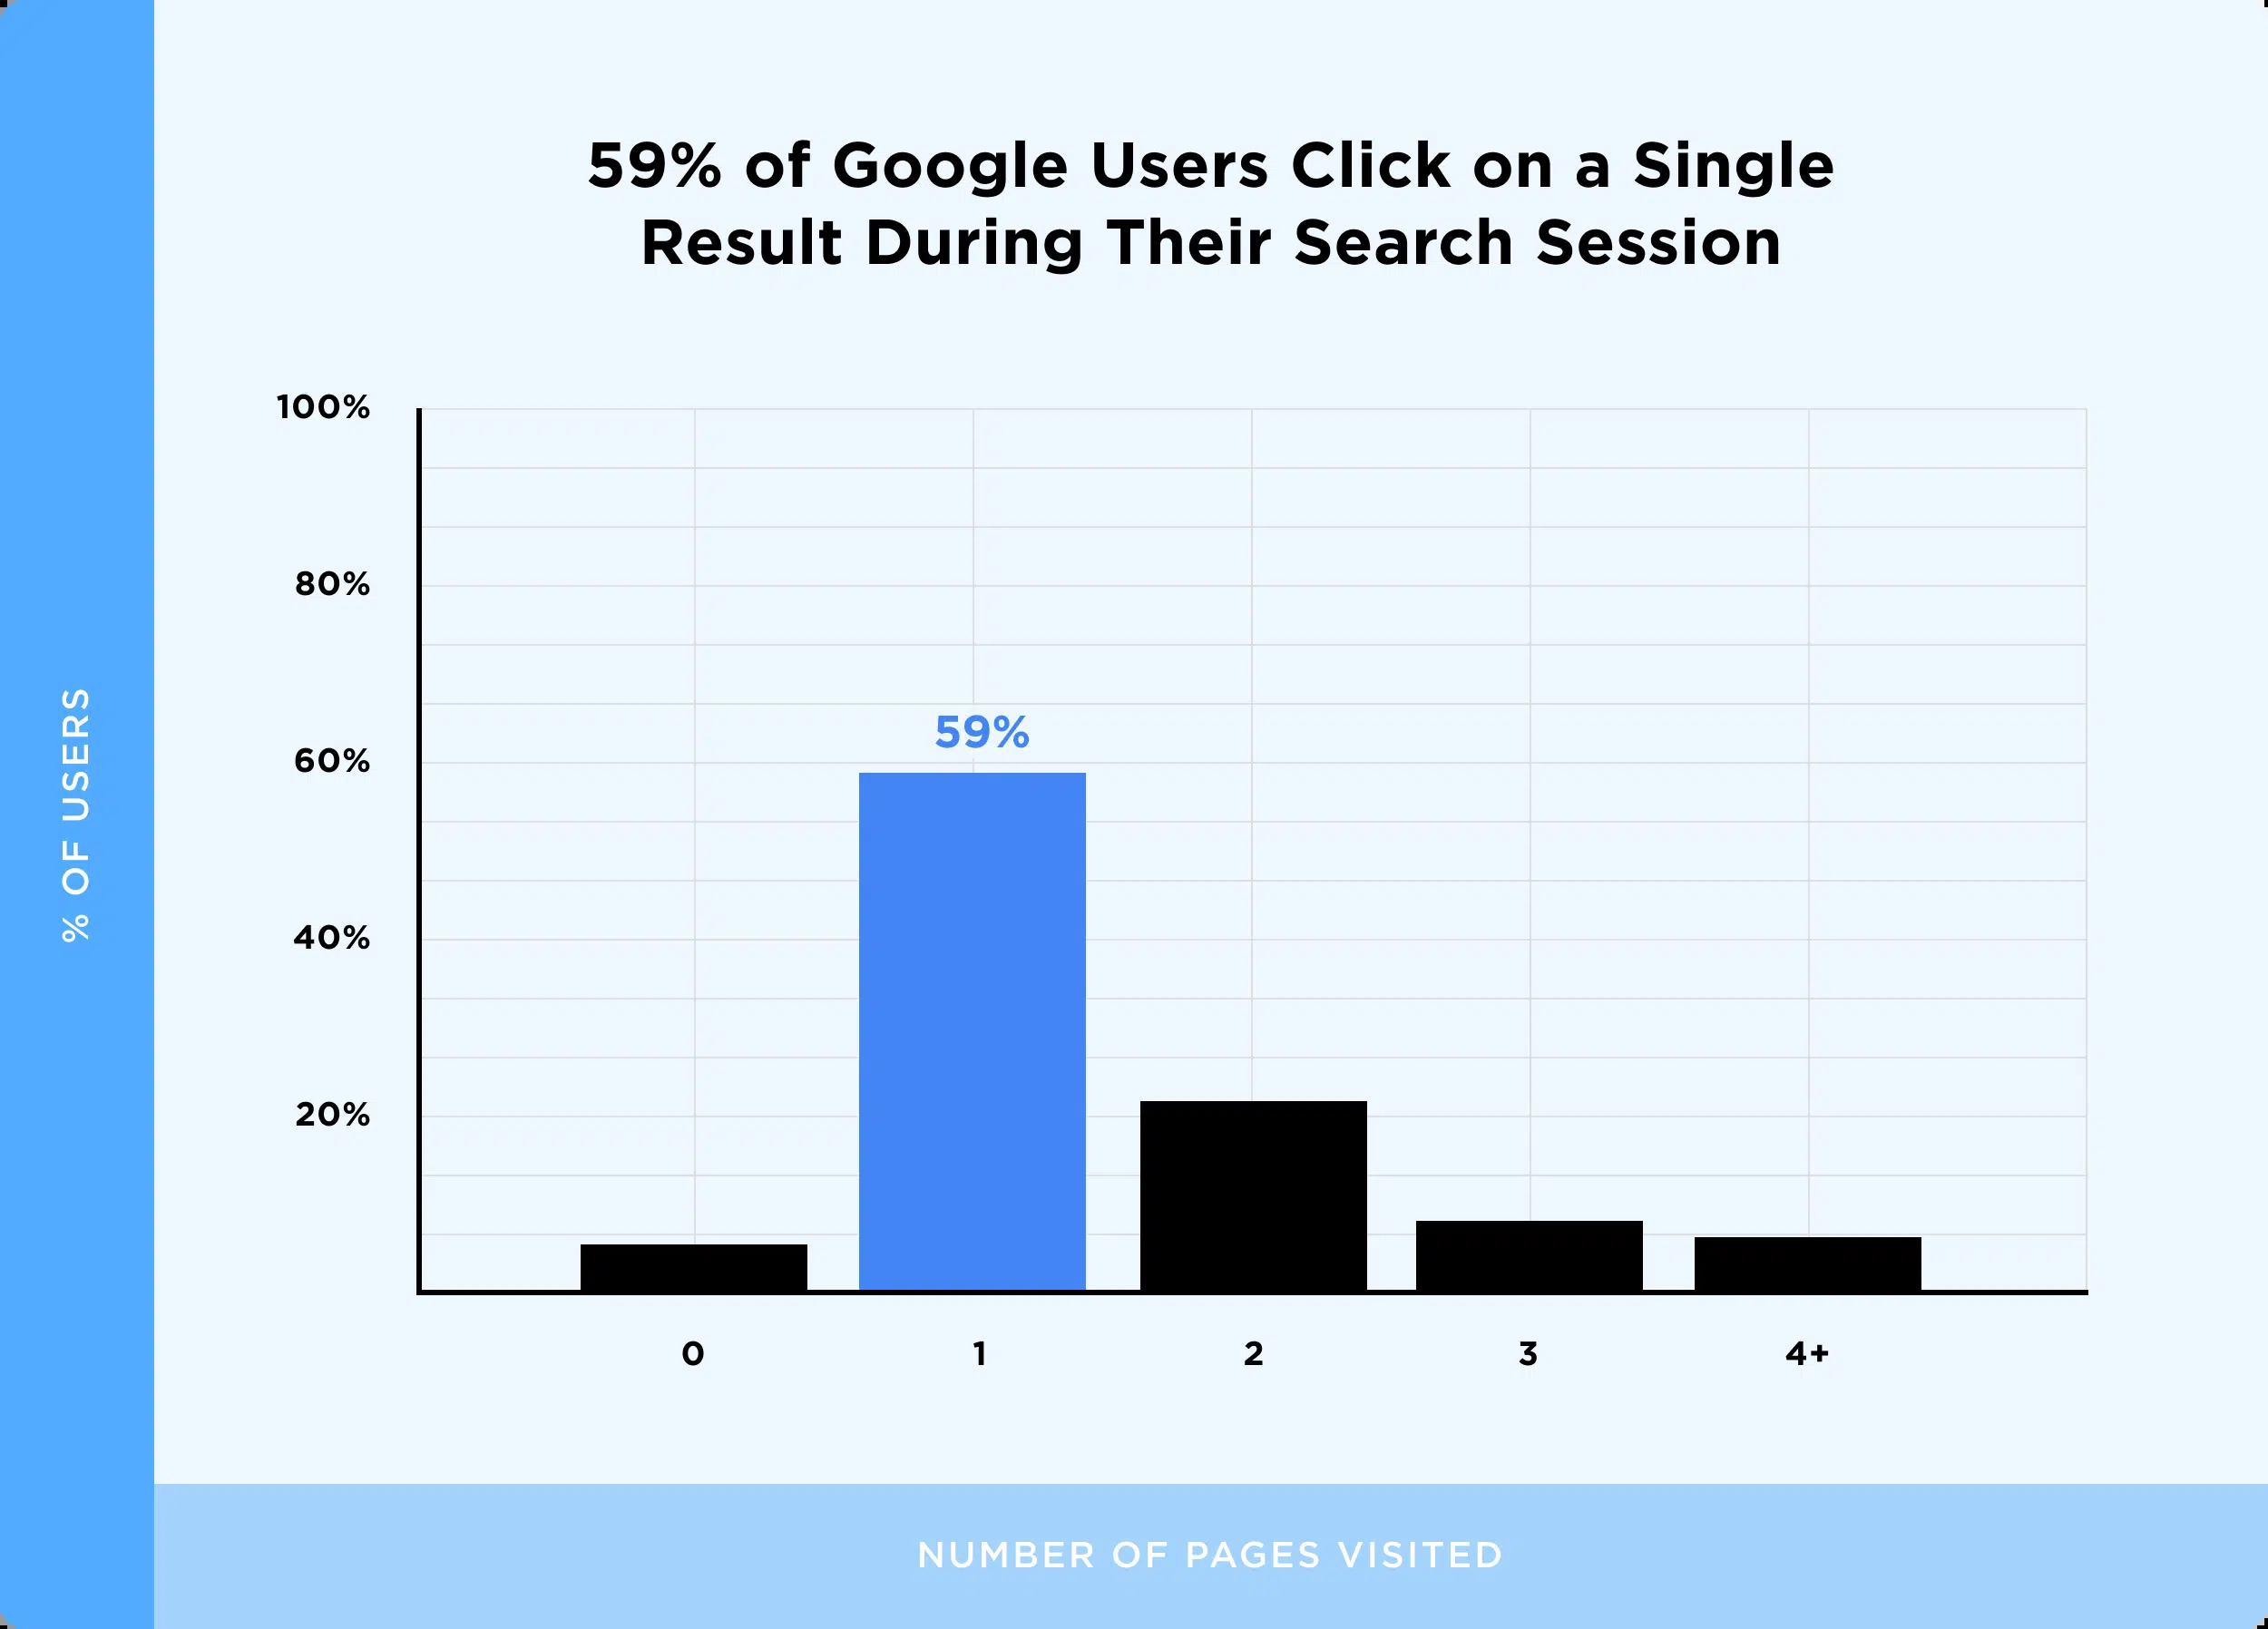 59% of Google Users Click on a Single
Result During Their Search Session
% OF USERS
100%
80%
60%
40%
20%
59%
0
1
2
3
4+
NUMBER OF PAGES VISITED